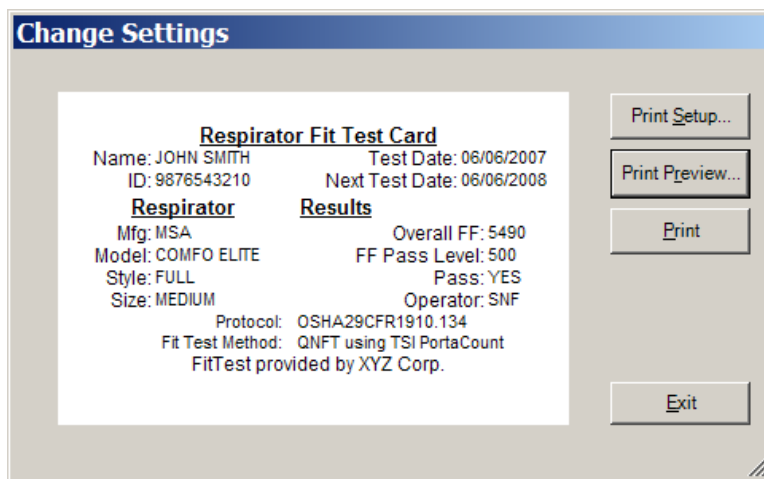 Change Settings
Respirator Fit Test Card
Name: JOHN SMITH Test Date: 06/06/2007
ID: 9876543210 Next Test Date: 06/06/2008
Respirator Results
Mfg: MSA Overall FF: 5490
Model: COMFO ELITE FF Pass Level: 500
Style: FULL Pass: YES
Size: MEDIUM Operator: SNF
Protocol: OSHA29CFR1910.134
Fit Test Method: QNFT using TSI PortaCount
FitTest provided by XYZ Corp.
Print Setup...
Print Preview...
Print
Exit